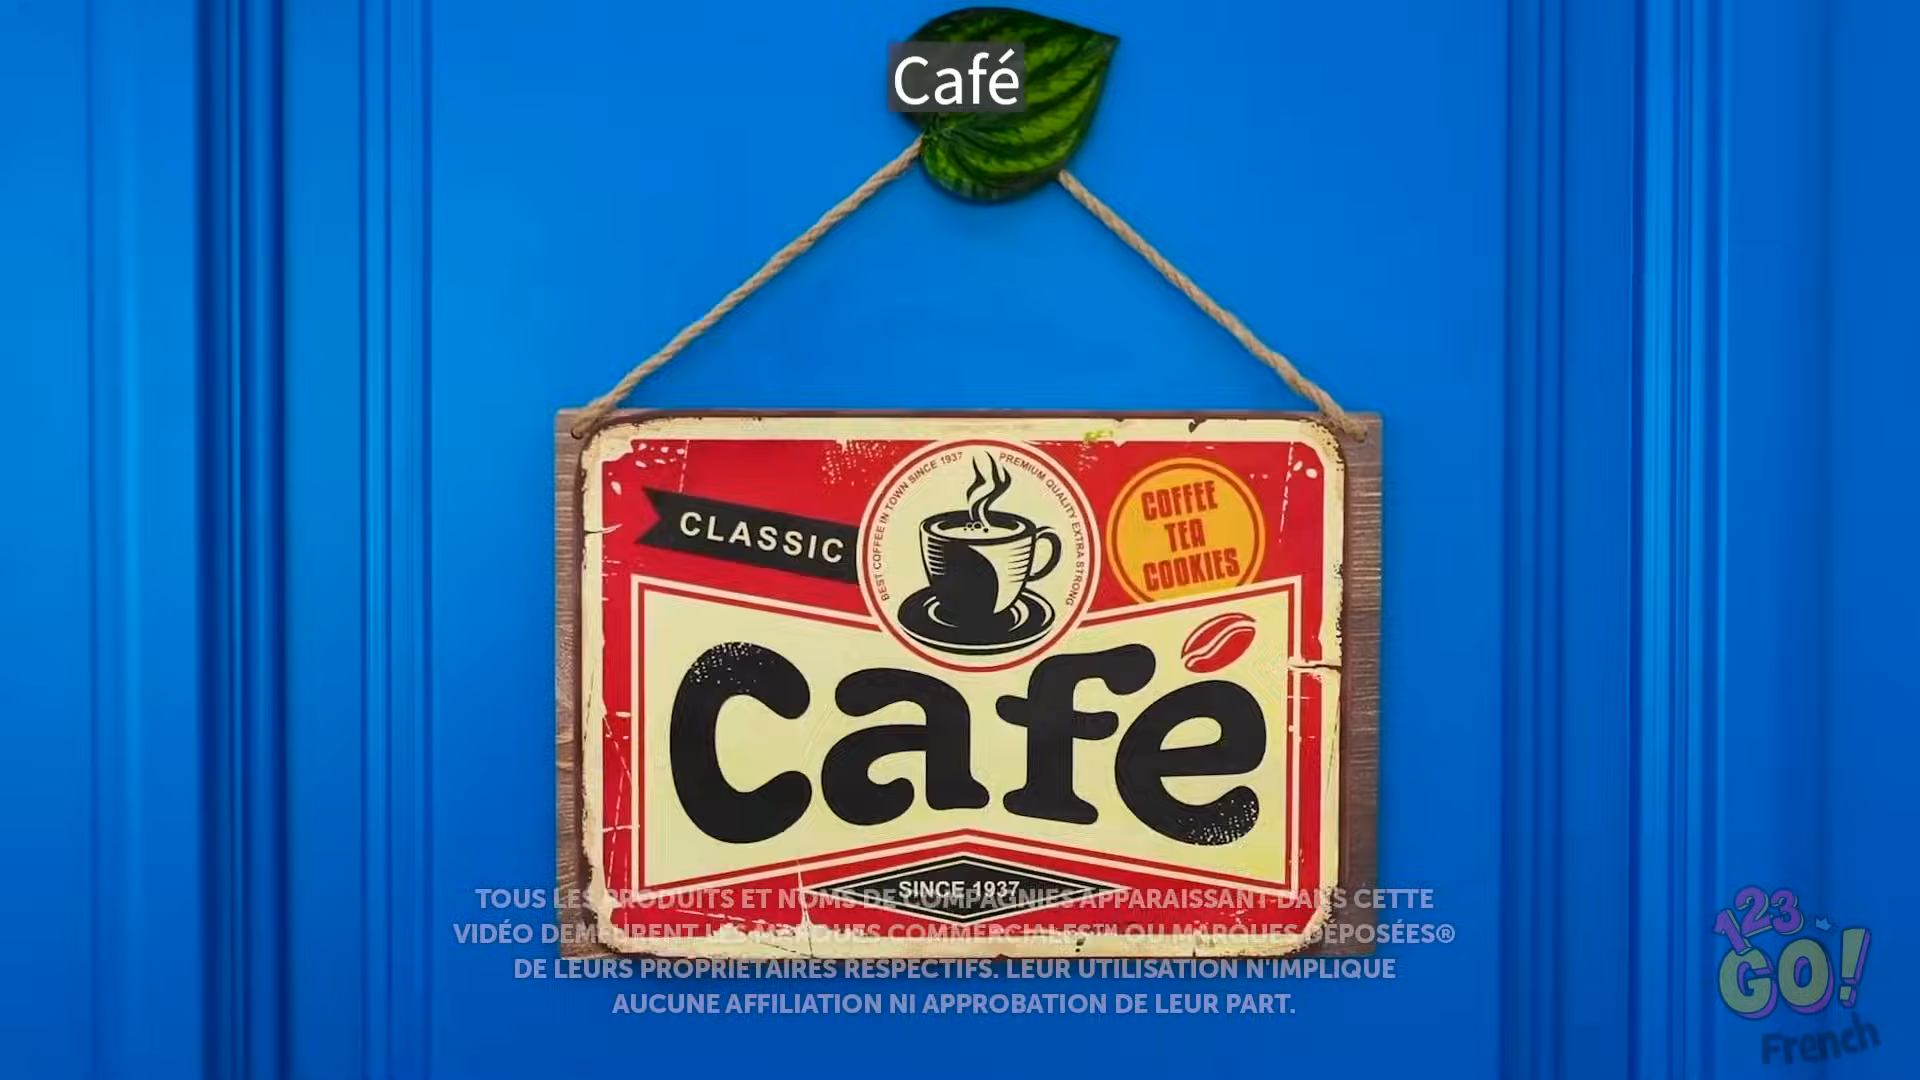 Café
BEST COFFEE IN TOWN SINCE 1937
PREMIUM QUALITY EXTRA STRONG
CLASSIC
COFFEE
TEA
COOKIES
Café
SINCE 1937
TOUS LES PRODUITS ET NOMS DE COMPAGNIES APPARAISSANT DANS CETTE
VIDÉO DEMEURENT LES MARQUES COMMERCIALES™ OU MARQUES DÉPOSÉES®
DE LEURS PROPRIÉTAIRES RESPECTIFS. LEUR UTILISATION N'IMPLIQUE
AUCUNE AFFILIATION NI APPROBATION DE LEUR PART.
123
GO!
French